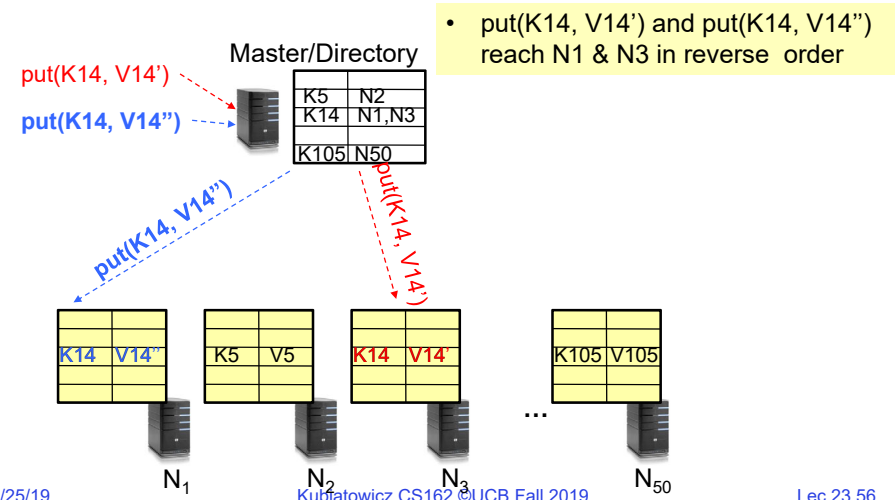 • put(K14, V14’) and put(K14, V14’’)
reach N1 & N3 in reverse order
Master/Directory
put(K14, V14’)
put(K14, V14’’)
K5 N2
K14 N1,N3
K105 N50
put(K14, V14’’)
put(K14, V14’)
K14 V14’’
K5 V5
K14 V14’
K105 V105
...
N1
N2
N3
N50
/25/19
Kubiatowicz CS162 ©UCB Fall 2019
Lec 23.56